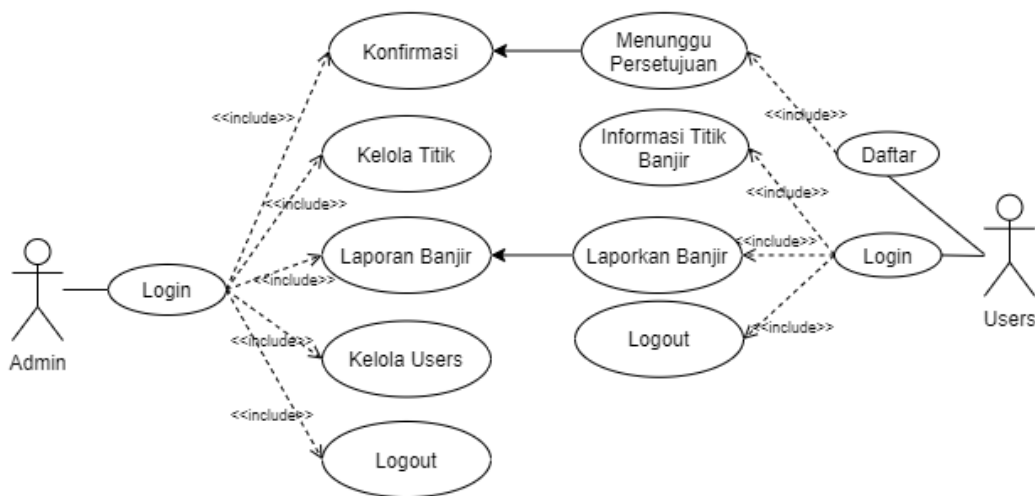 Konfirmasi
Menunggu
Persetujuan
<<include>>
<<include>>
Informasi Titik
Banjir
Kelola Titik
Daftar
<<include>>
<<include>>
Laporan Banjir
Laporkan Banjir
<<include>>
Login
<<include>>
Login
Users
Admin
<<include>>
Logout
<<include>>
Kelola Users
<<include>>
Logout